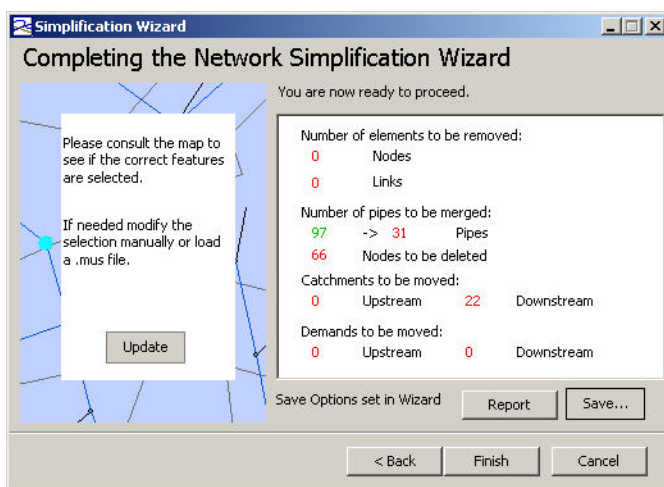 Simplification Wizard
Completing the Network Simplification Wizard
You are now ready to proceed.
Please consult the map to
see if the correct features
are selected.
If needed modify the
selection manually or load
a .mus file.
Update
Number of elements to be removed:
0 Nodes
0 Links
Number of pipes to be merged:
97 -> 31 Pipes
66 Nodes to be deleted
Catchments to be moved:
0 Upstream 22 Downstream
Demands to be moved:
0 Upstream 0 Downstream
Save Options set in Wizard Report Save...
< Back Finish Cancel